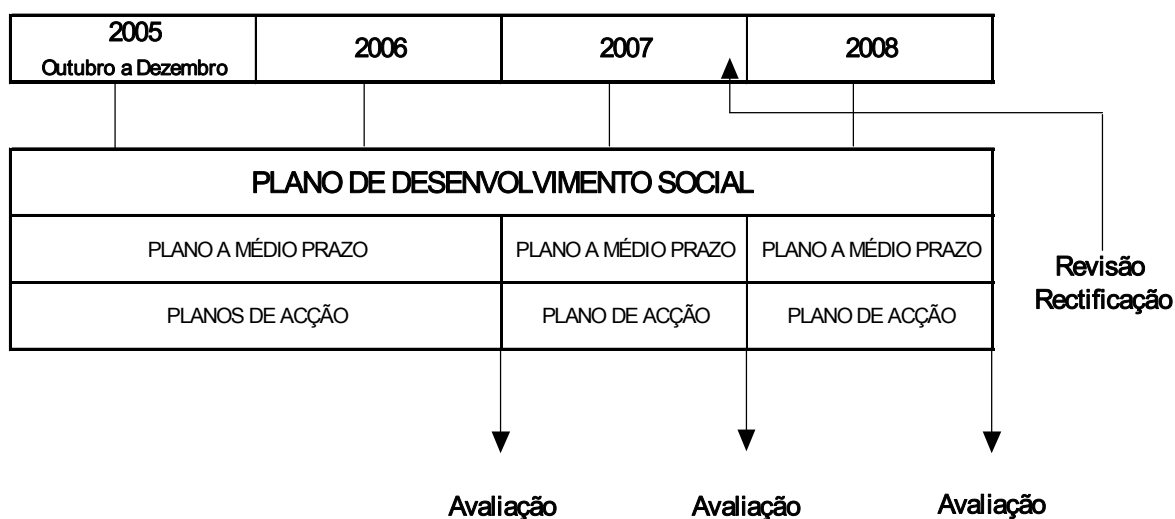 2005
Outubro a Dezembro
2006
2007
2008
PLANO DE DESENVOLVIMENTO SOCIAL
PLANO A MÉDIO PRAZO
PLANO A MÉDIO PRAZO
PLANO A MÉDIO PRAZO
PLANOS DE ACÇÃO
PLANO DE ACÇÃO
PLANO DE ACÇÃO
Revisão
Rectificação
Avaliação
Avaliação
Avaliação